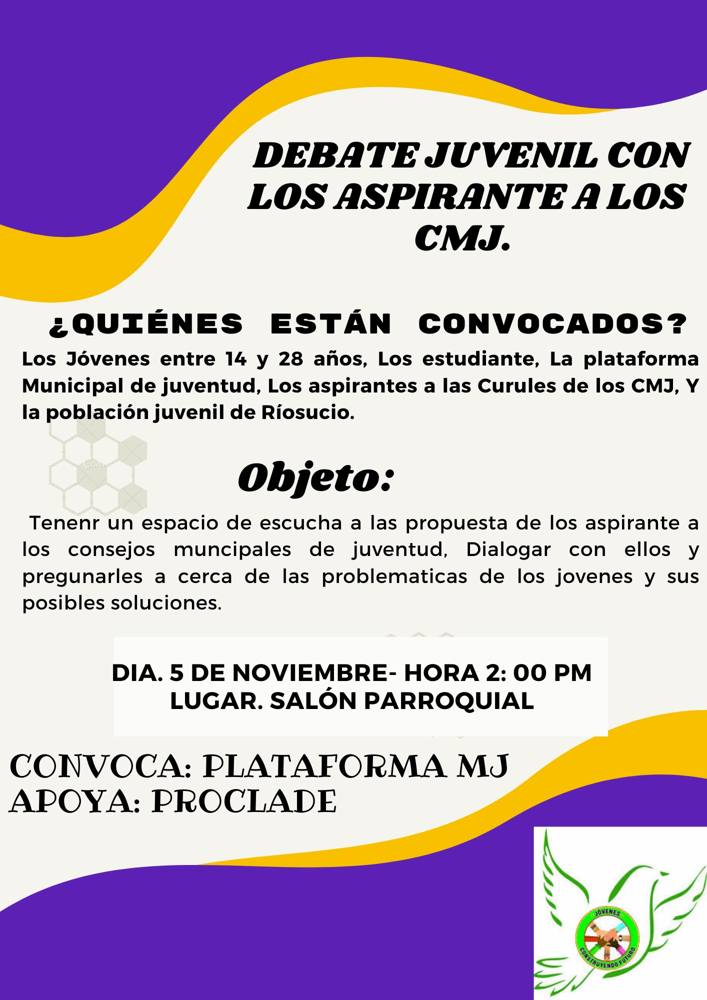 DEBATE JUVENIL CON
LOS ASPIRANTE A LOS
CMJ.
¿QUIÉNES ESTÁN CONVOCADOS?
Los Jóvenes entre 14 y 28 años, Los estudiante, La plataforma
Municipal de juventud, Los aspirantes a las Curules de los CMJ, Y
la población juvenil de Ríosucio.
Objeto:
Tenenr un espacio de escucha a las propuesta de los aspirante a
los consejos muncipales de juventud, Dialogar con ellos y
pregunarles a cerca de las problematicas de los jovenes y sus
posibles soluciones.
DIA. 5 DE NOVIEMBRE- HORA 2: 00 PM
LUGAR. SALÓN PARROQUIAL
CONVOCA: PLATAFORMA MJ
APOYA: PROCLADE
JÓVENES
CONSTRUYENDO FUTURO